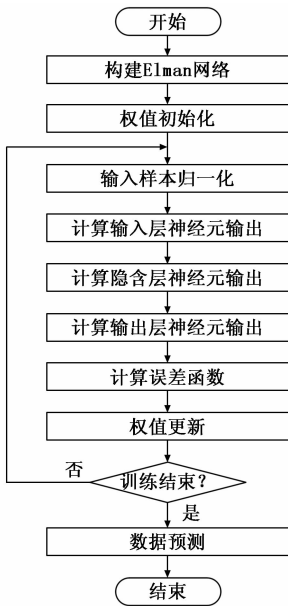 开始
构建Elman网络
权值初始化
输入样本归一化
计算输入层神经元输出
计算隐含层神经元输出
计算输出层神经元输出
计算误差函数
权值更新
否
训练结束？
是
数据预测
结束